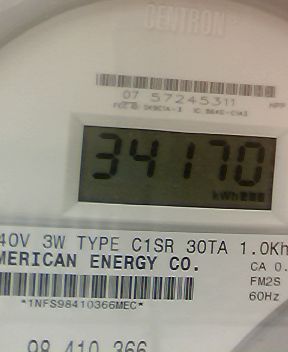 CENTRON
07 57245311
34170
kWh
40V 3W TYPE C1SR 30TA 1.0Kh
MERICAN ENERGY CO.
CA 0.
FM2S
*1NFS98410366MEC*
60Hz
98 410 366